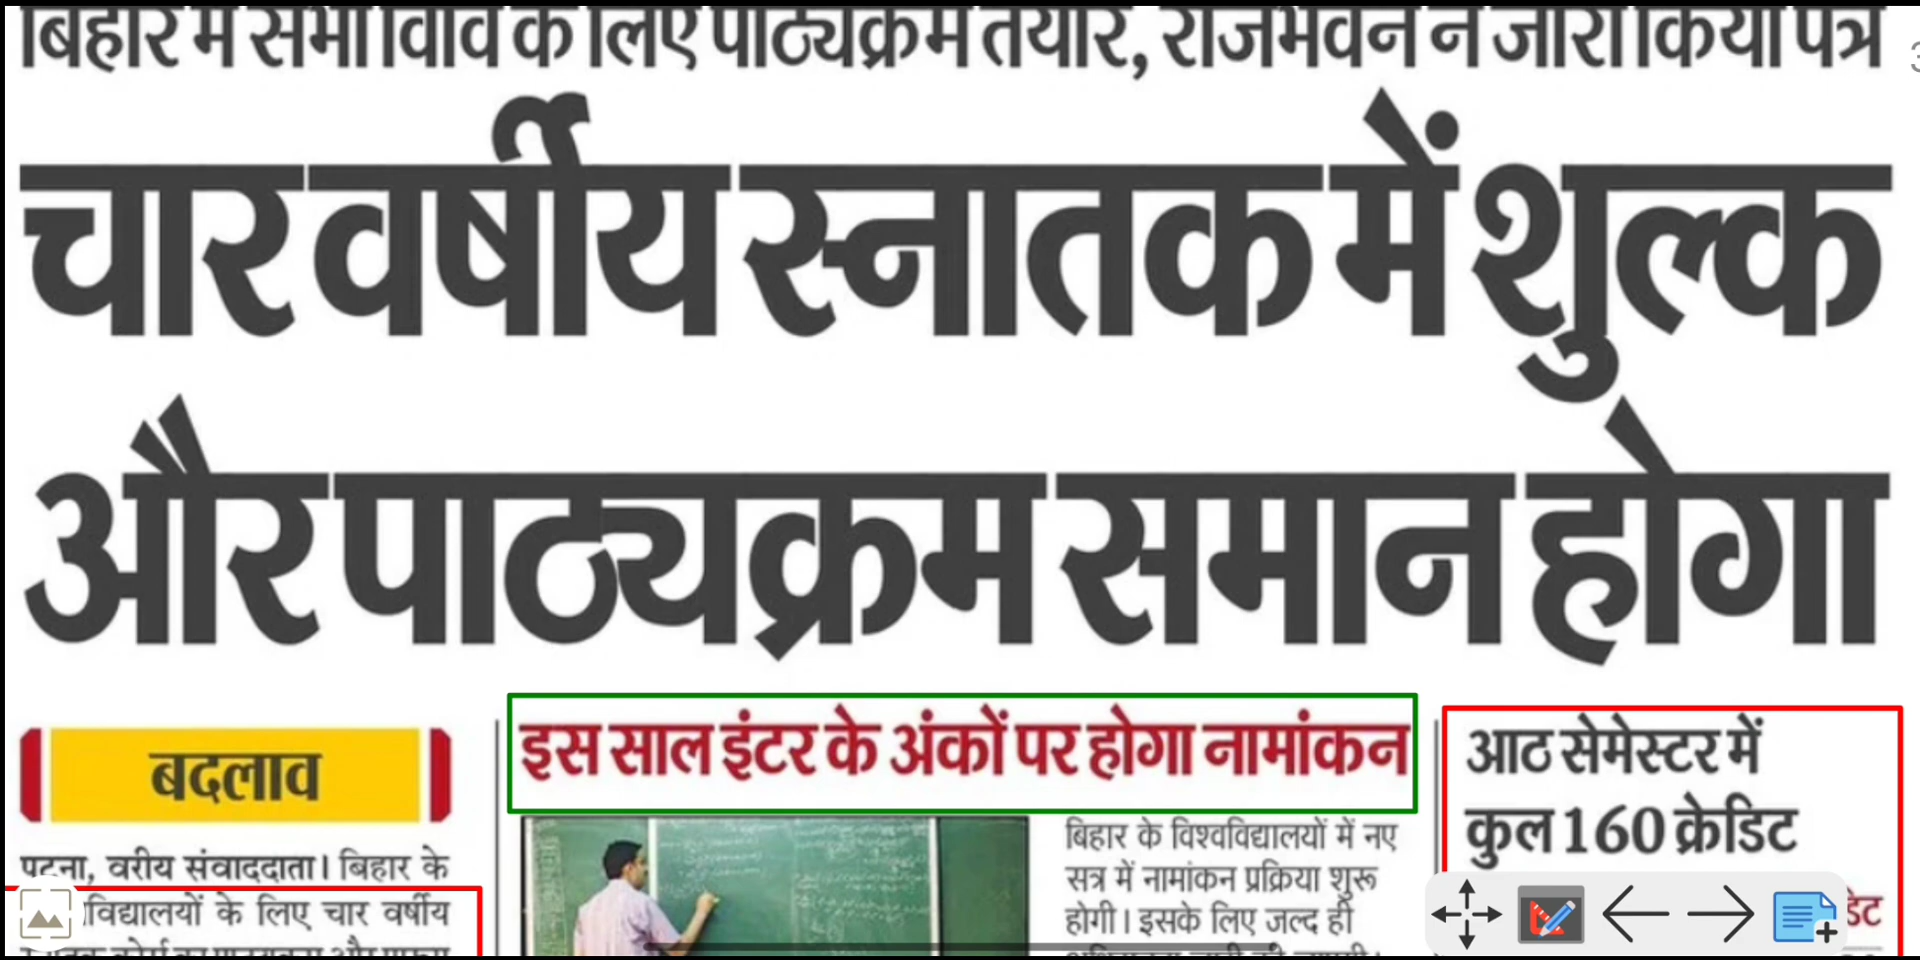 बिहार में सभी विवि के लिए पाठ्यक्रम तैयार, राजभवन ने जारी किया पत्र
चार वर्षीय स्नातक में शुल्क
और पाठ्यक्रम समान होगा
बदलाव
पटना, वरीय संवाददाता। बिहार के
विद्यालयों के लिए चार वर्षीय
इस साल इंटर के अंकों पर होगा नामांकन
बिहार के विश्वविद्यालयों में नए
सत्र में नामांकन प्रक्रिया शुरू
होगी। इसके लिए जल्द ही
आठ सेमेस्टर में
कुल 160 क्रेडिट